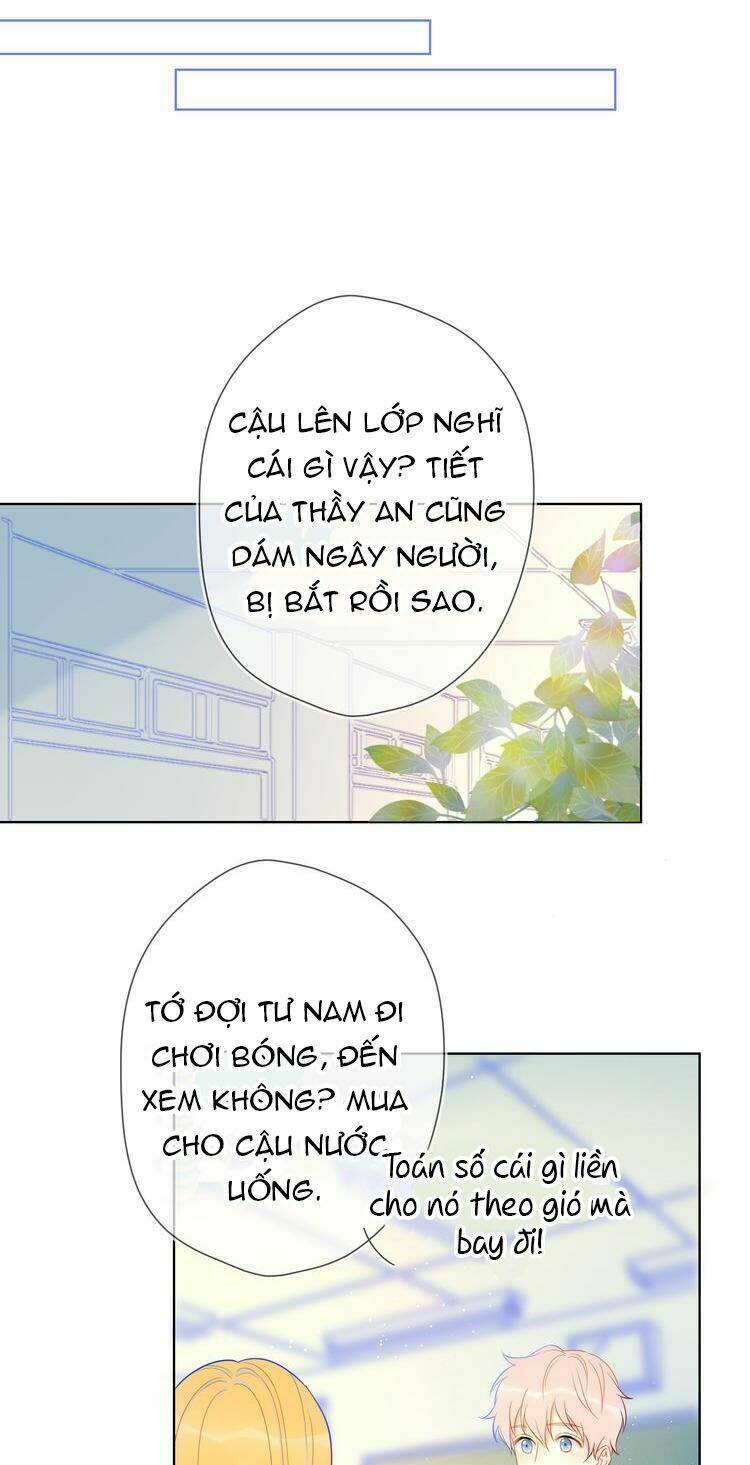 CẬU LÊN LỚP NGHĨ
CÁI GÌ VẬY? TIẾT
CỦA THẦY AN CŨNG
DÁM NGÂY NGƯỜI,
BỊ BẮT RỒI SAO.
TỚ ĐỢI TƯ NAM ĐI
CHƠI BÓNG, ĐẾN
XEM KHÔNG? MUA
CHO CẬU NƯỚC
UỐNG.
Toán số cái gì liền
cho nó theo gió mà
bay đi!